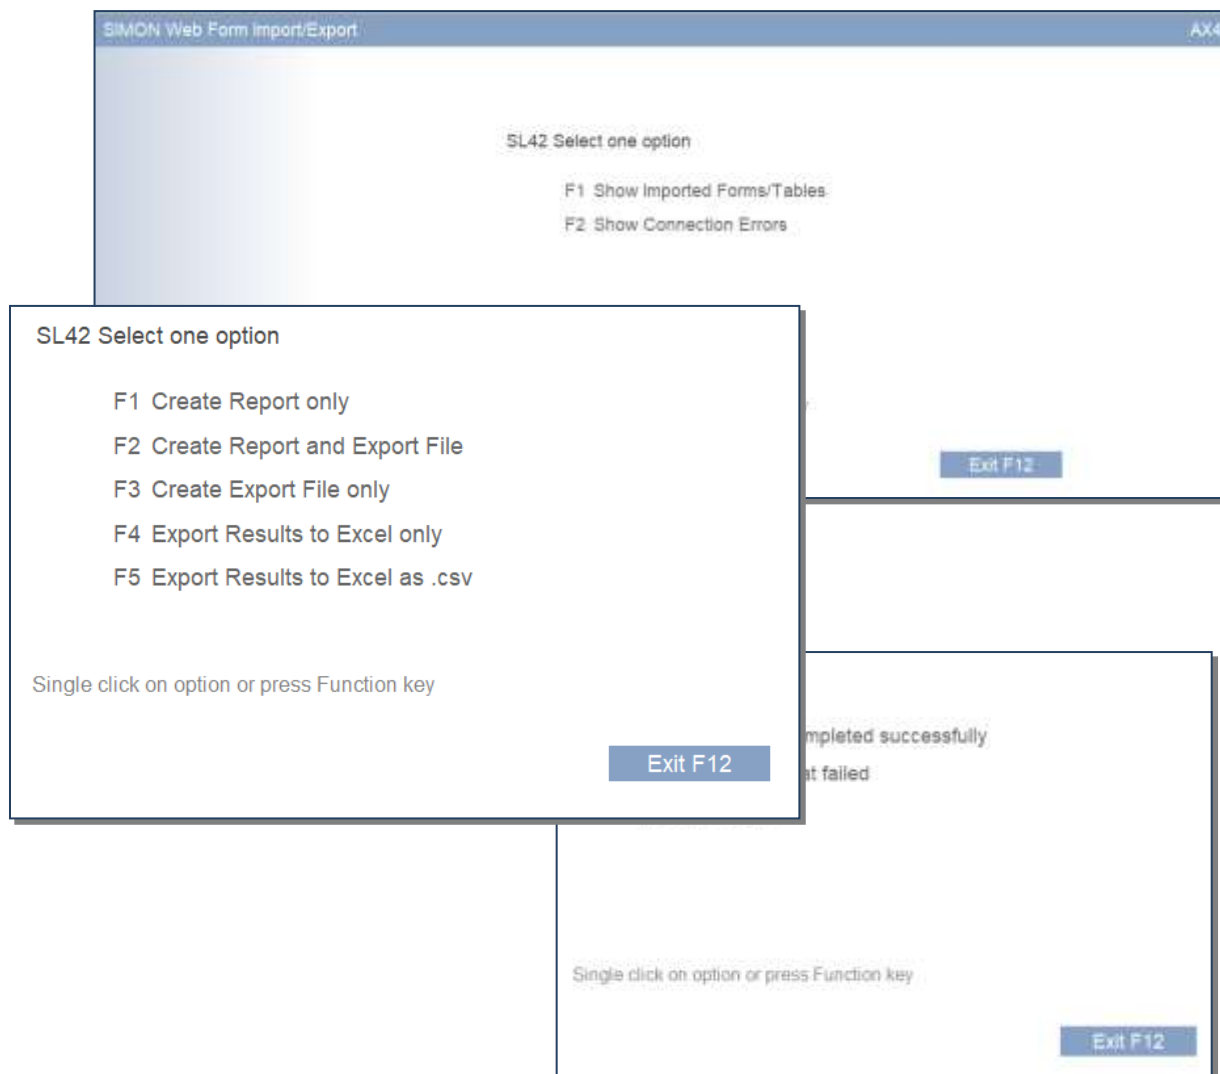 SIMON Web Form Import/Export AX4
SL42 Select one option
F1 Show Imported Forms/Tables
F2 Show Connection Errors
Exit F12
SL42 Select one option
F1 Create Report only
F2 Create Report and Export File
F3 Create Export File only
F4 Export Results to Excel only
F5 Export Results to Excel as .csv
Single click on option or press Function key
Exit F12
mpleted successfully
at failed
Single click on option or press Function key
Exit F12